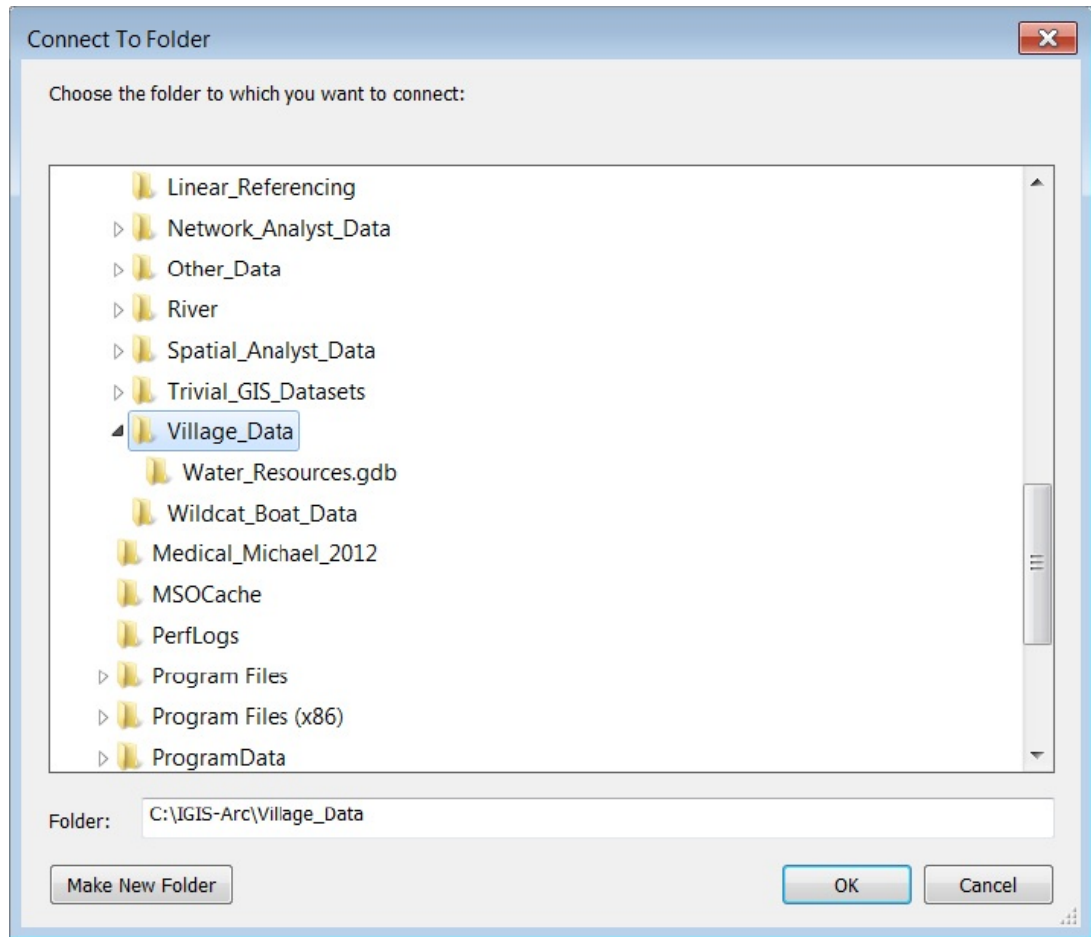 Connect To Folder
Choose the folder to which you want to connect:
Linear_Referencing
Network_Analyst_Data
Other_Data
River
Spatial_Analyst_Data
Trivial_GIS_Datasets
Village_Data
Water_Resources.gdb
Wildcat_Boat_Data
Medical_Michael_2012
MSOCache
PerfLogs
Program Files
Program Files (x86)
ProgramData
Folder: C:\IGIS-Arc\Village_Data
Make New Folder OK Cancel